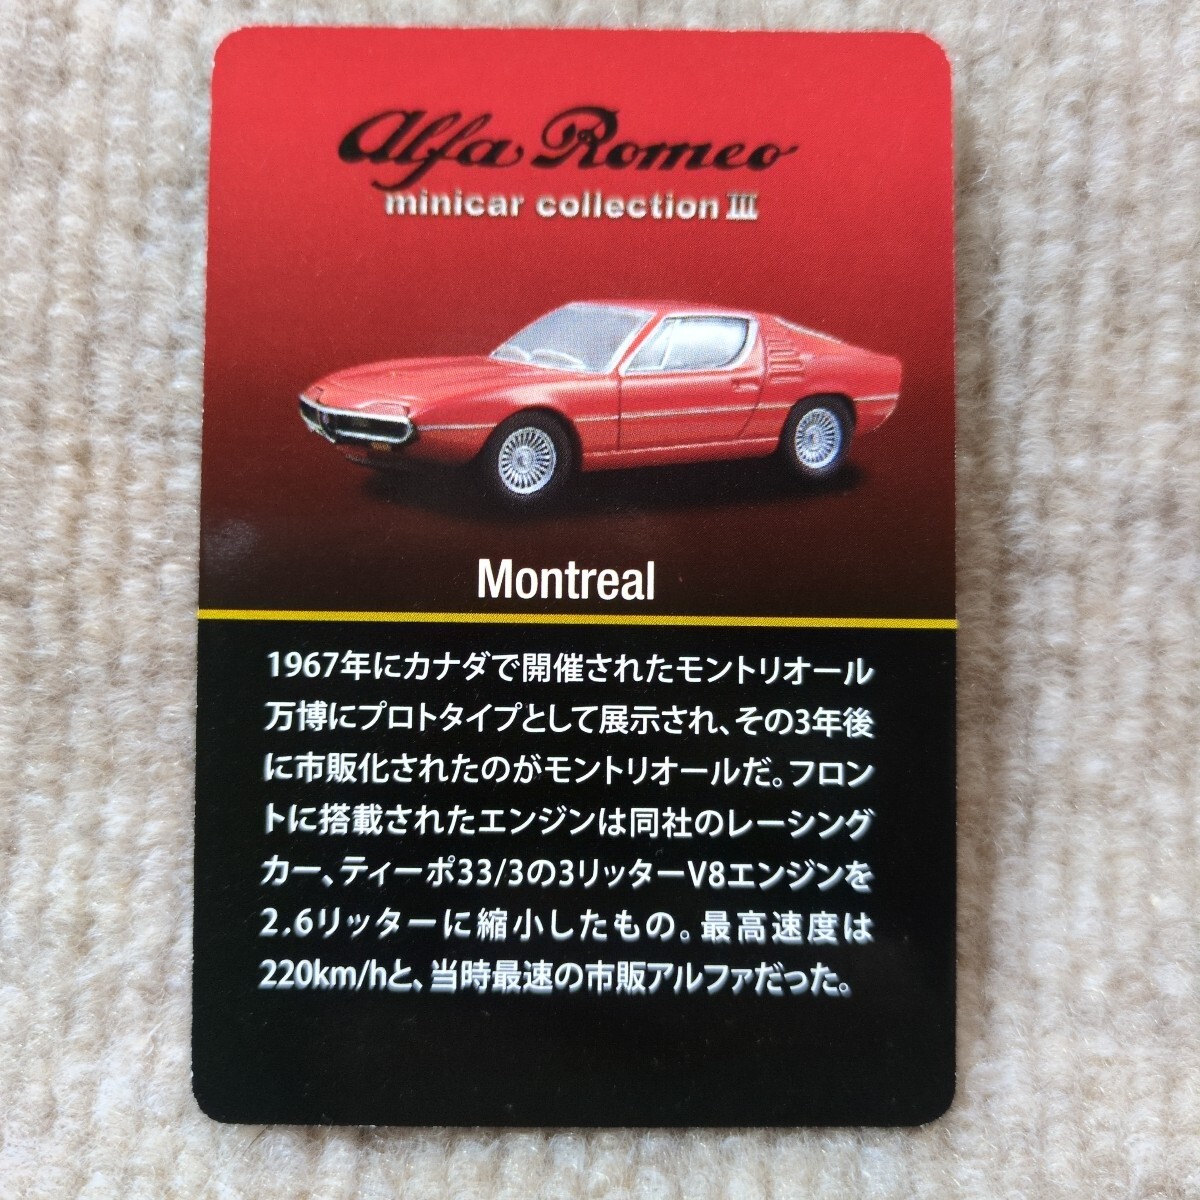 Alfa Romeo
minicar collection III
Montreal
1967年にカナダで開催されたモントリオール
万博にプロトタイプとして展示され、その3年後
に市販化されたのがモントリオールだ。フロン
トに搭載されたエンジンは同社のレーシング
カー、ティーポ33/3の3リッターV8エンジンを
2.6リッターに縮小したもの。最高速度は
220km/hと、当時最速の市販アルファだった。